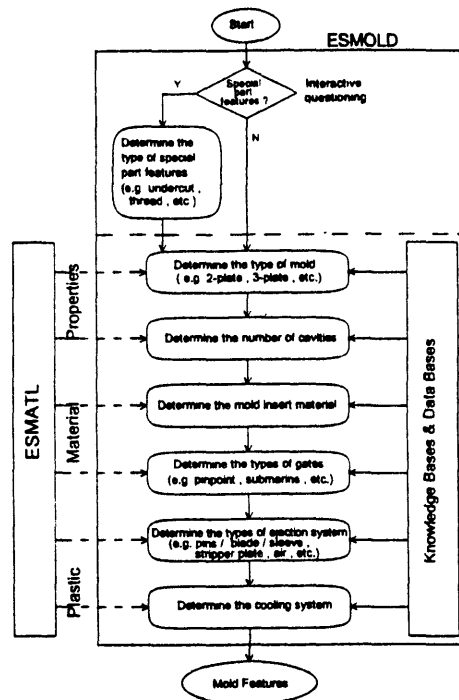 Start
ESMOLD
Special
part
features ?
Interactive
questioning
Y
N
Determine the
type of special
part features
(e.g. undercut ,
thread , etc )
Determine the type of mold
( e.g. 2-plate , 3-plate , etc.)
Determine the number of cavities
Determine the mold insert material
Determine the types of gates
(e.g. pinpoint , submarins , etc.)
Determine the types of ejection system
(e.g. pins / blade / sleeve ,
stripper plate , air , etc.)
Determine the cooling system
Mold Features
ESMATL
Plastic Material Properties
Knowledge Bases & Data Bases